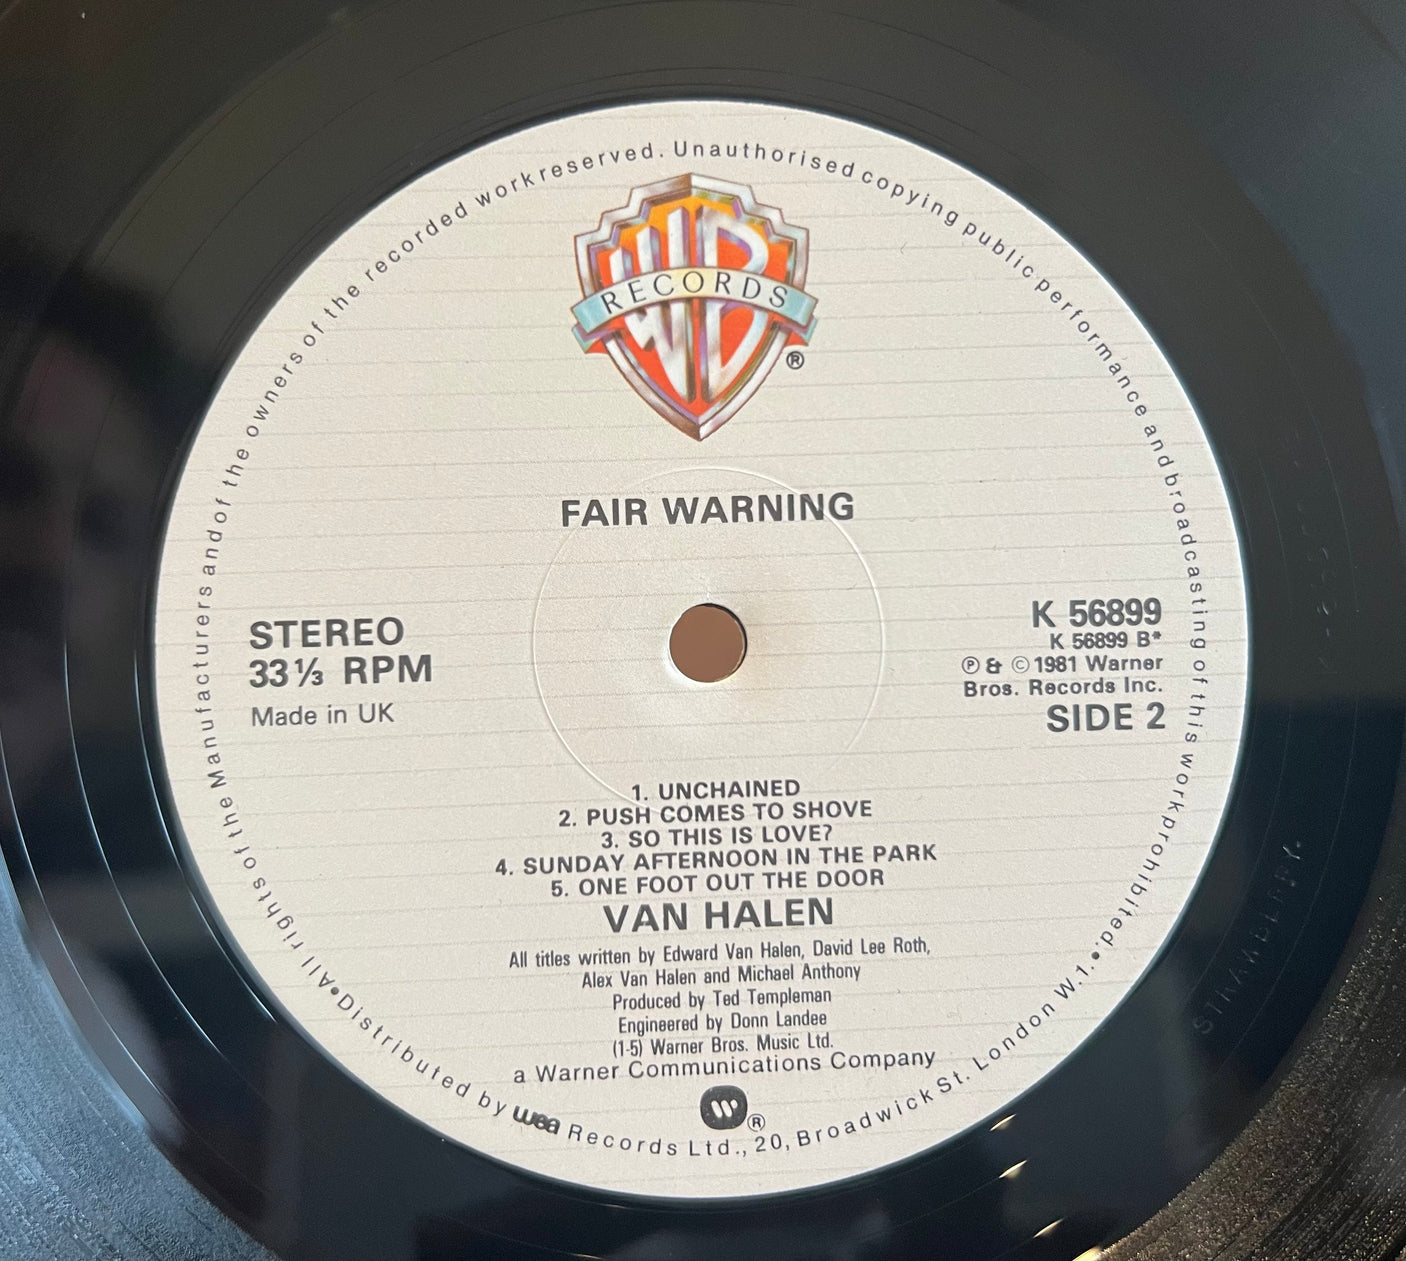 All rights of the Manufacturers and of the owners of the recorded work reserved. Unauthorised copying public performance and broadcasting of this work prohibited.
WB
RECORDS
®
FAIR WARNING
STEREO
33⅓ RPM
Made in UK
K 56899
K 56899 B*
Ⓟ & © 1981 Warner
Bros. Records Inc.
SIDE 2
1. UNCHAINED
2. PUSH COMES TO SHOVE
3. SO THIS IS LOVE?
4. SUNDAY AFTERNOON IN THE PARK
5. ONE FOOT OUT THE DOOR
VAN HALEN
All titles written by Edward Van Halen, David Lee Roth,
Alex Van Halen and Michael Anthony
Produced by Ted Templeman
Engineered by Donn Landee
(1-5) Warner Bros. Music Ltd.
a Warner Communications Company
W ®
• Distributed by wea Records Ltd., 20, Broadwick St. London W.1. •
STRAWBERRY.